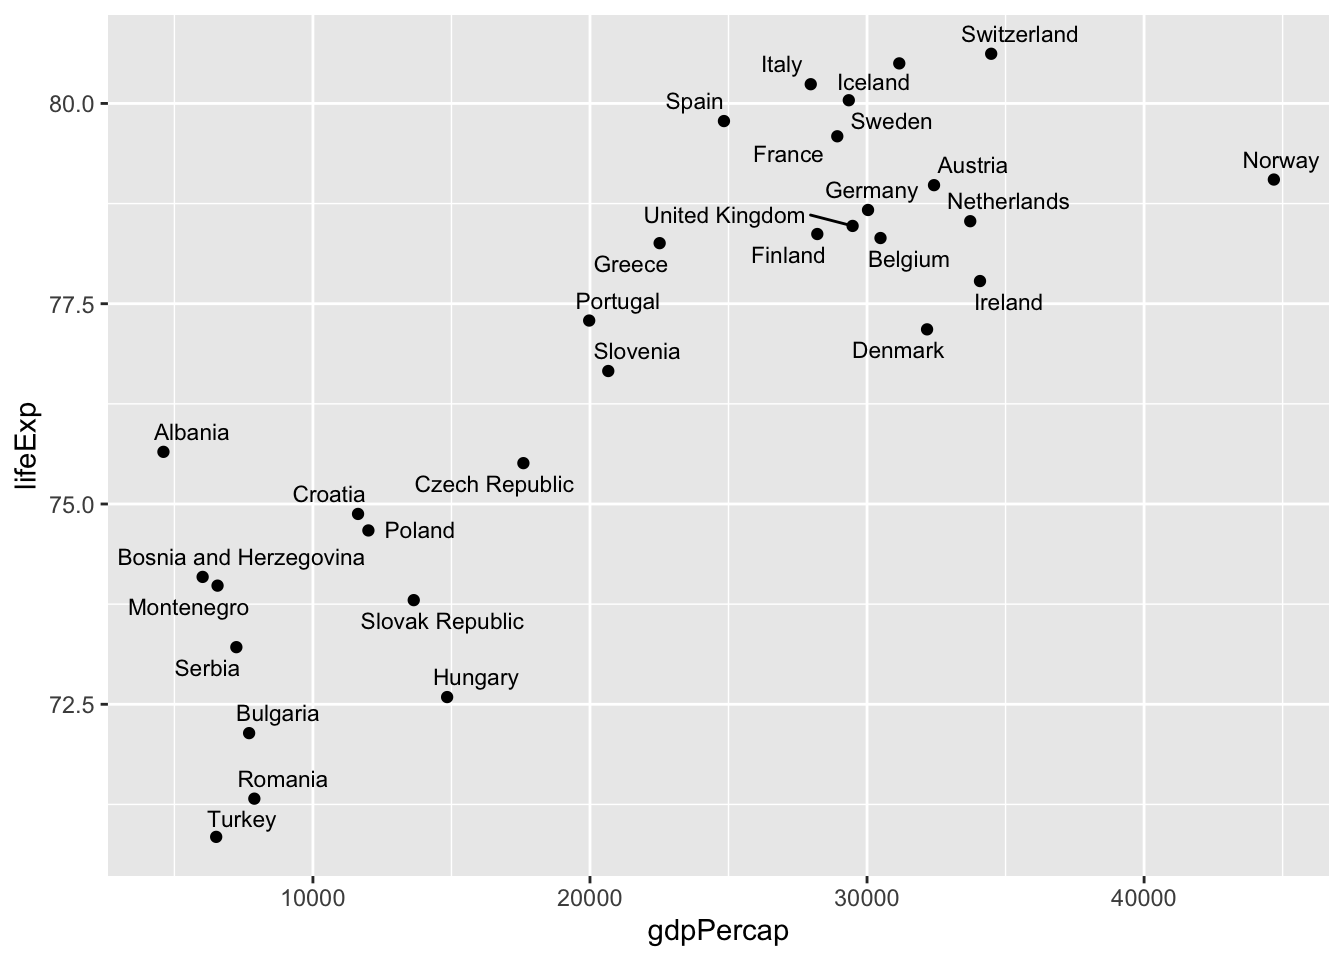 Switzerland
Italy
Iceland
80.0
Spain
Sweden
France
Norway
Austria
Germany
Netherlands
United Kingdom
Finland
Belgium
Greece
77.5
Portugal
Ireland
Slovenia
Denmark
lifeExp
Albania
Czech Republic
Croatia
75.0
Poland
Bosnia and Herzegovina
Montenegro
Slovak Republic
Serbia
Hungary
72.5
Bulgaria
Romania
Turkey
10000
20000
30000
40000
gdpPercap